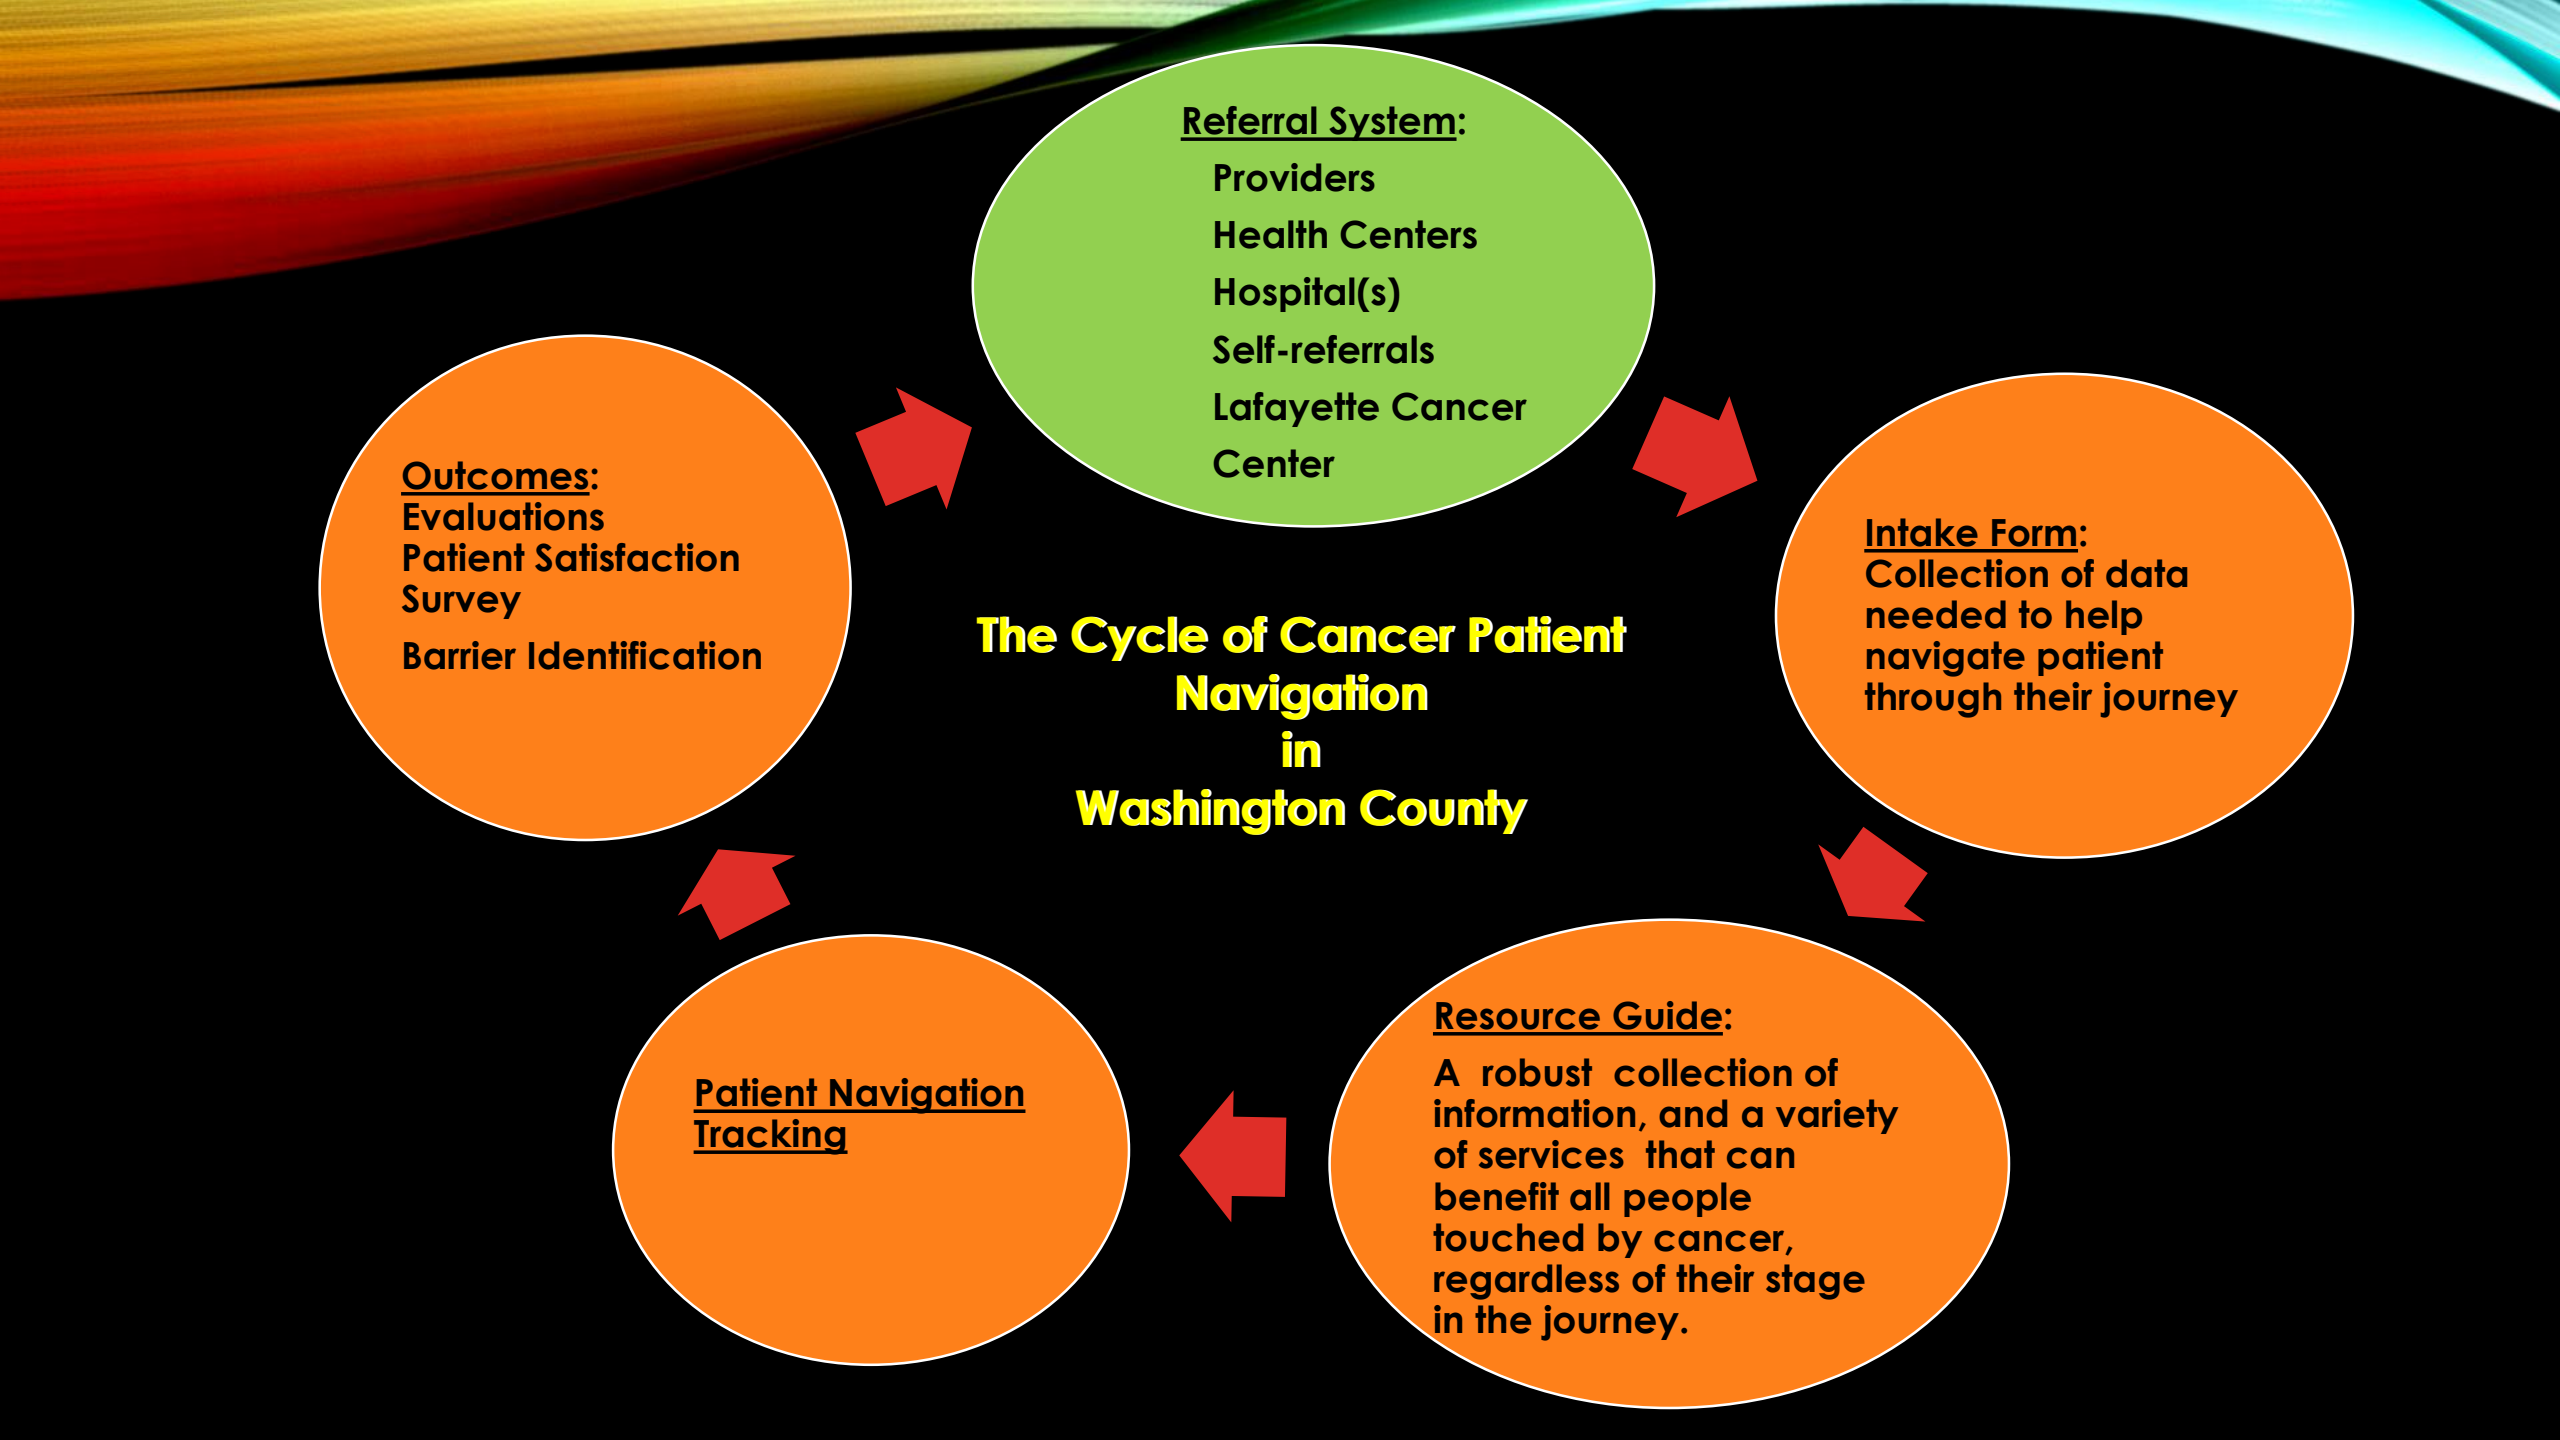 Referral System:
Providers
Health Centers
Hospital(s)
Self-referrals
Lafayette Cancer
Center
Intake Form:
Collection of data
needed to help
navigate patient
through their journey
Resource Guide:
A robust collection of
information, and a variety
of services that can
benefit all people
touched by cancer,
regardless of their stage
in the journey.
Patient Navigation
Tracking
Outcomes:
Evaluations
Patient Satisfaction
Survey
Barrier Identification
The Cycle of Cancer Patient
Navigation
in
Washington County